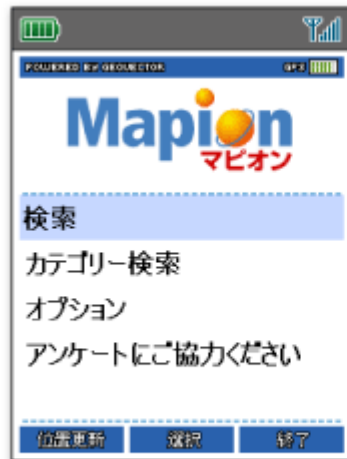 POWERED BY GEOVECTOR GPS
Mapion
マピオン
検索
カテゴリー検索
オプション
アンケートにご協力ください
位置更新 選択 終了